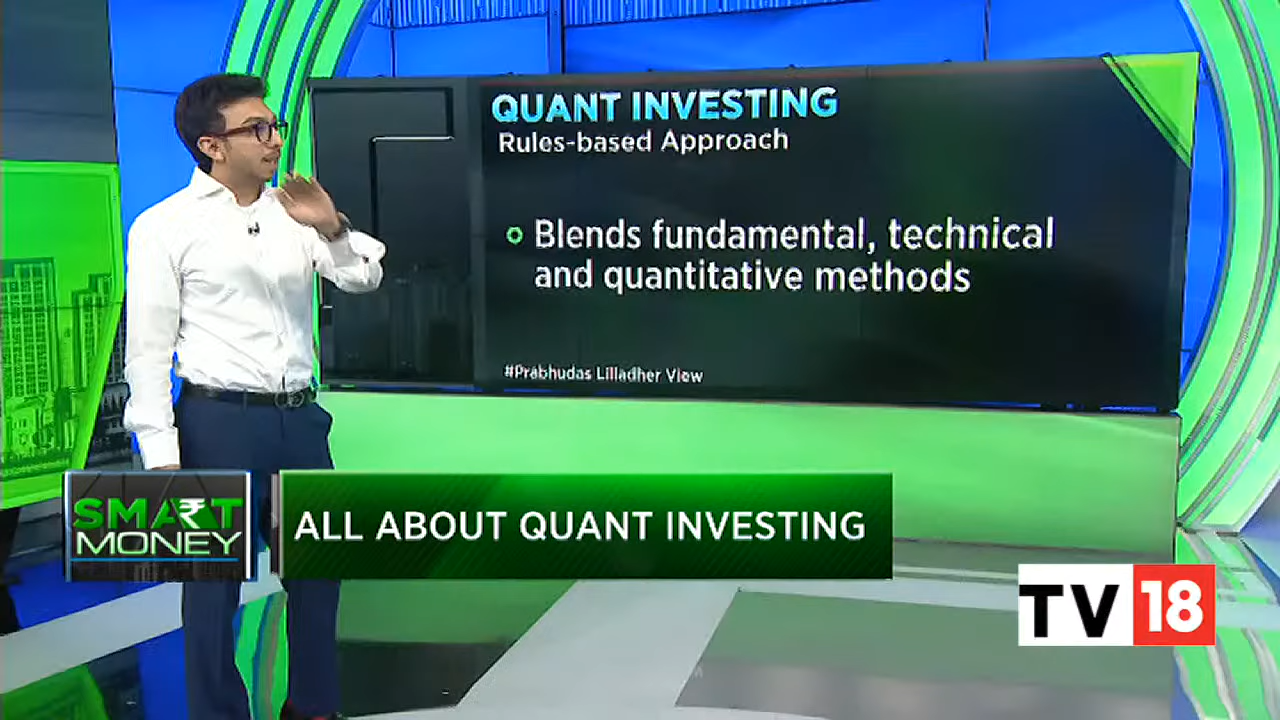 QUANT INVESTING
Rules-based Approach
Blends fundamental, technical
and quantitative methods
#Prabhudas Lilladher View
SMA₹T
MONEY
ALL ABOUT QUANT INVESTING
TV18